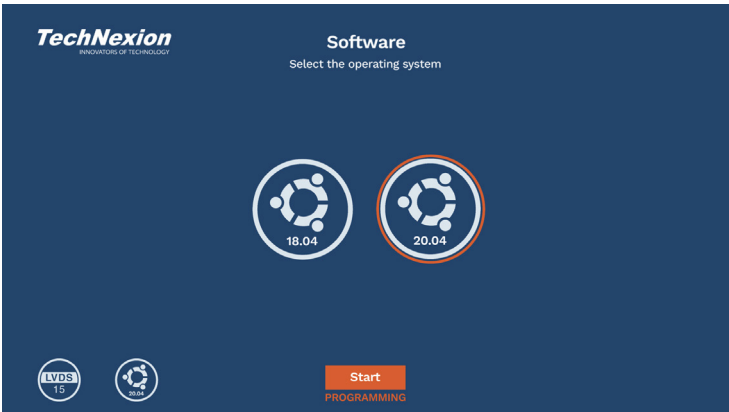 TechNexion
INNOVATORS OF TECHNOLOGY
Software
Select the operating system
18.04
20.04
LVDS
15
20.04
Start
PROGRAMMING